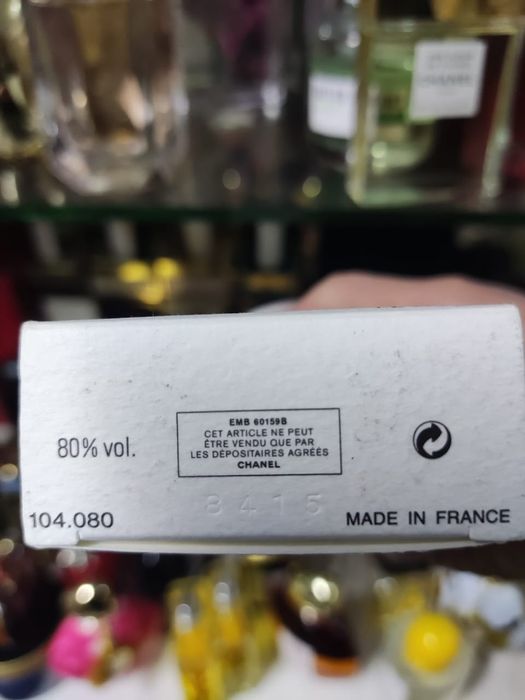 CHANEL
80% vol.
EMB 60159B
CET ARTICLE NE PEUT
ÊTRE VENDU QUE PAR
LES DÉPOSITAIRES AGRÉÉS
CHANEL
8415
104.080
MADE IN FRANCE